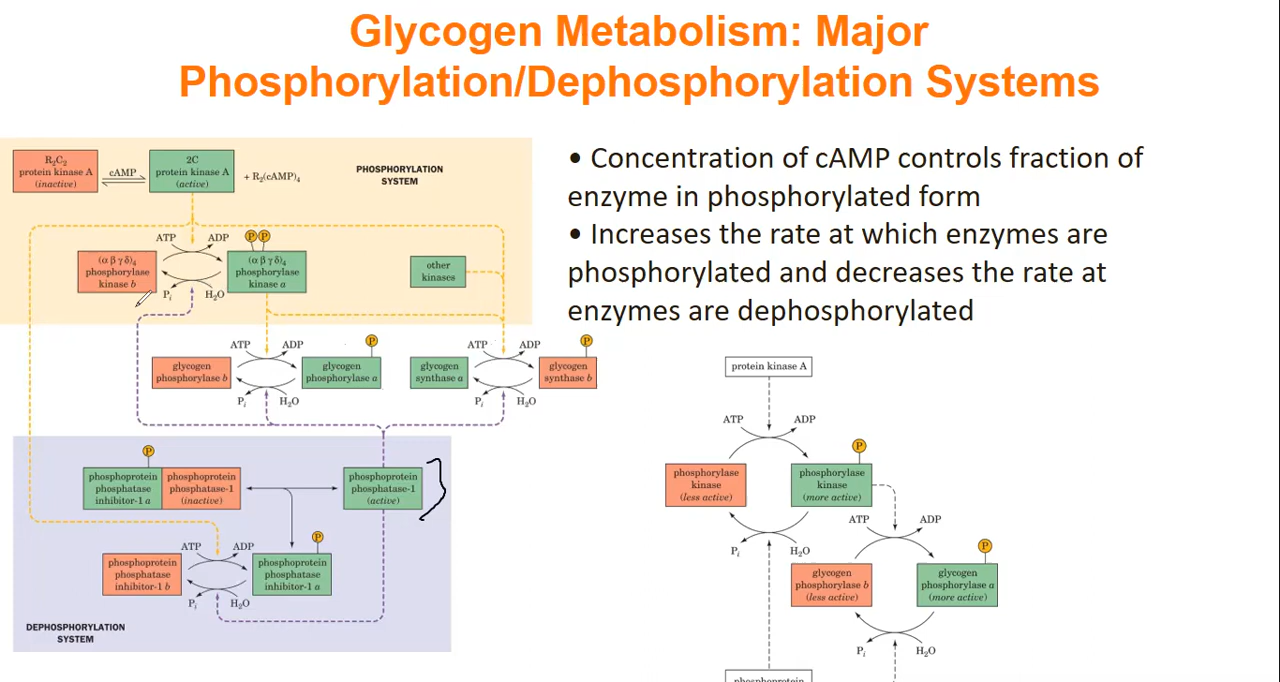 Glycogen Metabolism: Major
Phosphorylation/Dephosphorylation Systems
R₂C₂
protein kinase A
(inactive)
cAMP
2C
protein kinase A
(active)
+ R₂(cAMP)₄
PHOSPHORYLATION
SYSTEM
ATP
ADP
P P
(α β γ δ)₄
phosphorylase
kinase b
(α β γ δ)₄
phosphorylase
kinase a
Pᵢ
H₂O
other
kinases
ATP
ADP
P
glycogen
phosphorylase b
glycogen
phosphorylase a
Pᵢ
H₂O
ATP
ADP
P
glycogen
synthase a
glycogen
synthase b
Pᵢ
H₂O
P
phosphoprotein
phosphatase
inhibitor-1 a
phosphoprotein
phosphatase-1
(inactive)
phosphoprotein
phosphatase-1
(active)
ATP
ADP
P
phosphoprotein
phosphatase
inhibitor-1 b
phosphoprotein
phosphatase
inhibitor-1 a
Pᵢ
H₂O
DEPHOSPHORYLATION
SYSTEM
• Concentration of cAMP controls fraction of
enzyme in phosphorylated form
• Increases the rate at which enzymes are
phosphorylated and decreases the rate at
enzymes are dephosphorylated
protein kinase A
ATP
ADP
P
phosphorylase
kinase
(less active)
phosphorylase
kinase
(more active)
Pᵢ
H₂O
ATP
ADP
P
glycogen
phosphorylase b
(less active)
glycogen
phosphorylase a
(more active)
Pᵢ
H₂O
phosphoprotein